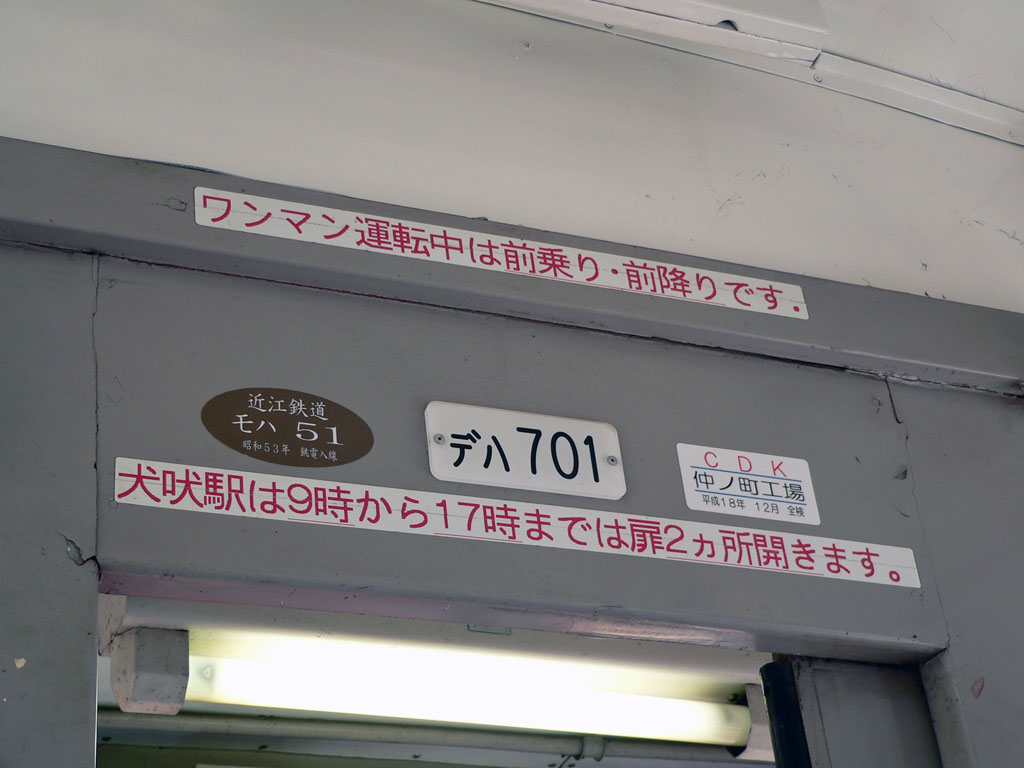 ワンマン運転中は前乗り・前降りです.
近江鉄道
モハ 51
昭和53年 銚電入線
デハ701
CDK
仲ノ町工場
平成18年 12月 全検
犬吠駅は9時から17時までは扉2ヵ所開きます。